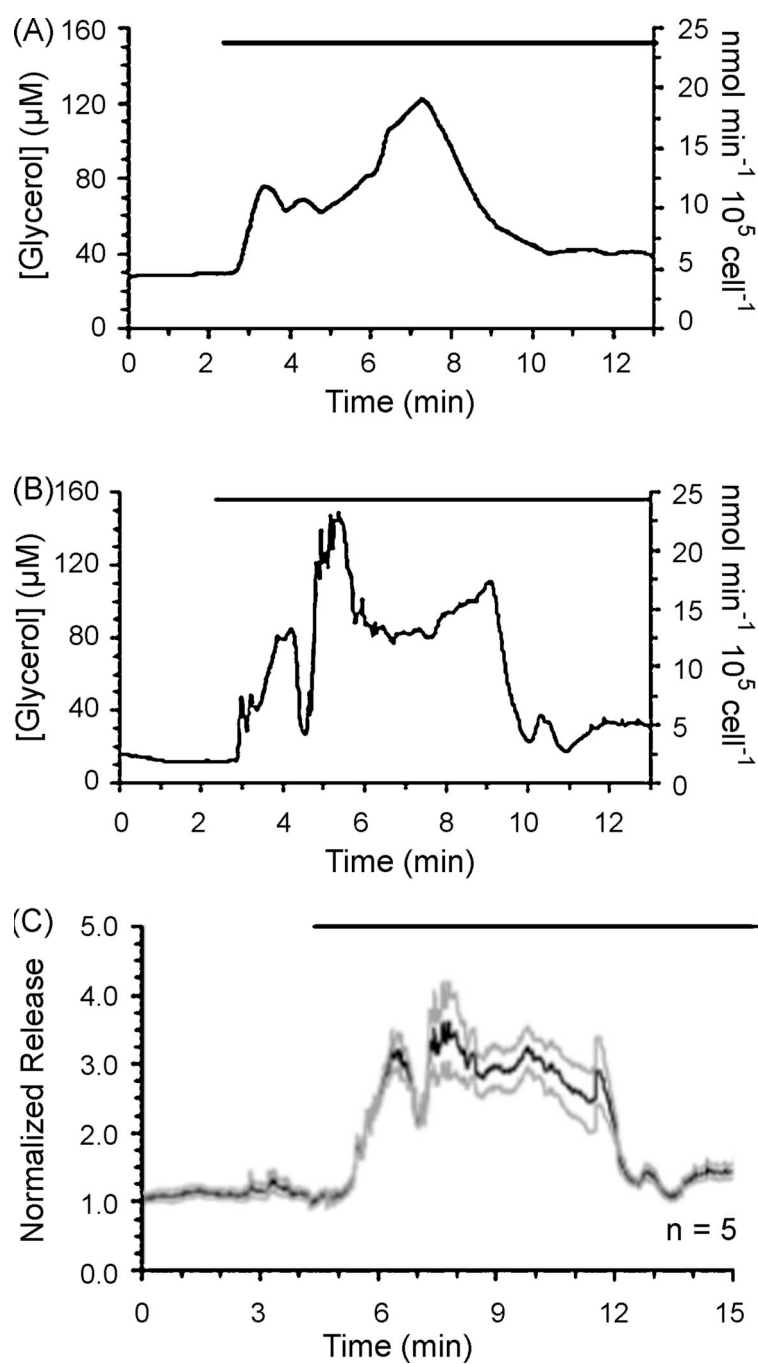 (A)
160
120
80
40
0
[Glycerol] (μM)
25
20
15
10
5
0
nmol min⁻¹ 10⁵ cell⁻¹
0 2 4 6 8 10 12
Time (min)
(B)
160
120
80
40
0
[Glycerol] (μM)
25
20
15
10
5
0
nmol min⁻¹ 10⁵ cell⁻¹
0 2 4 6 8 10 12
Time (min)
(C)
5.0
4.0
3.0
2.0
1.0
0.0
Normalized Release
n = 5
0 3 6 9 12 15
Time (min)